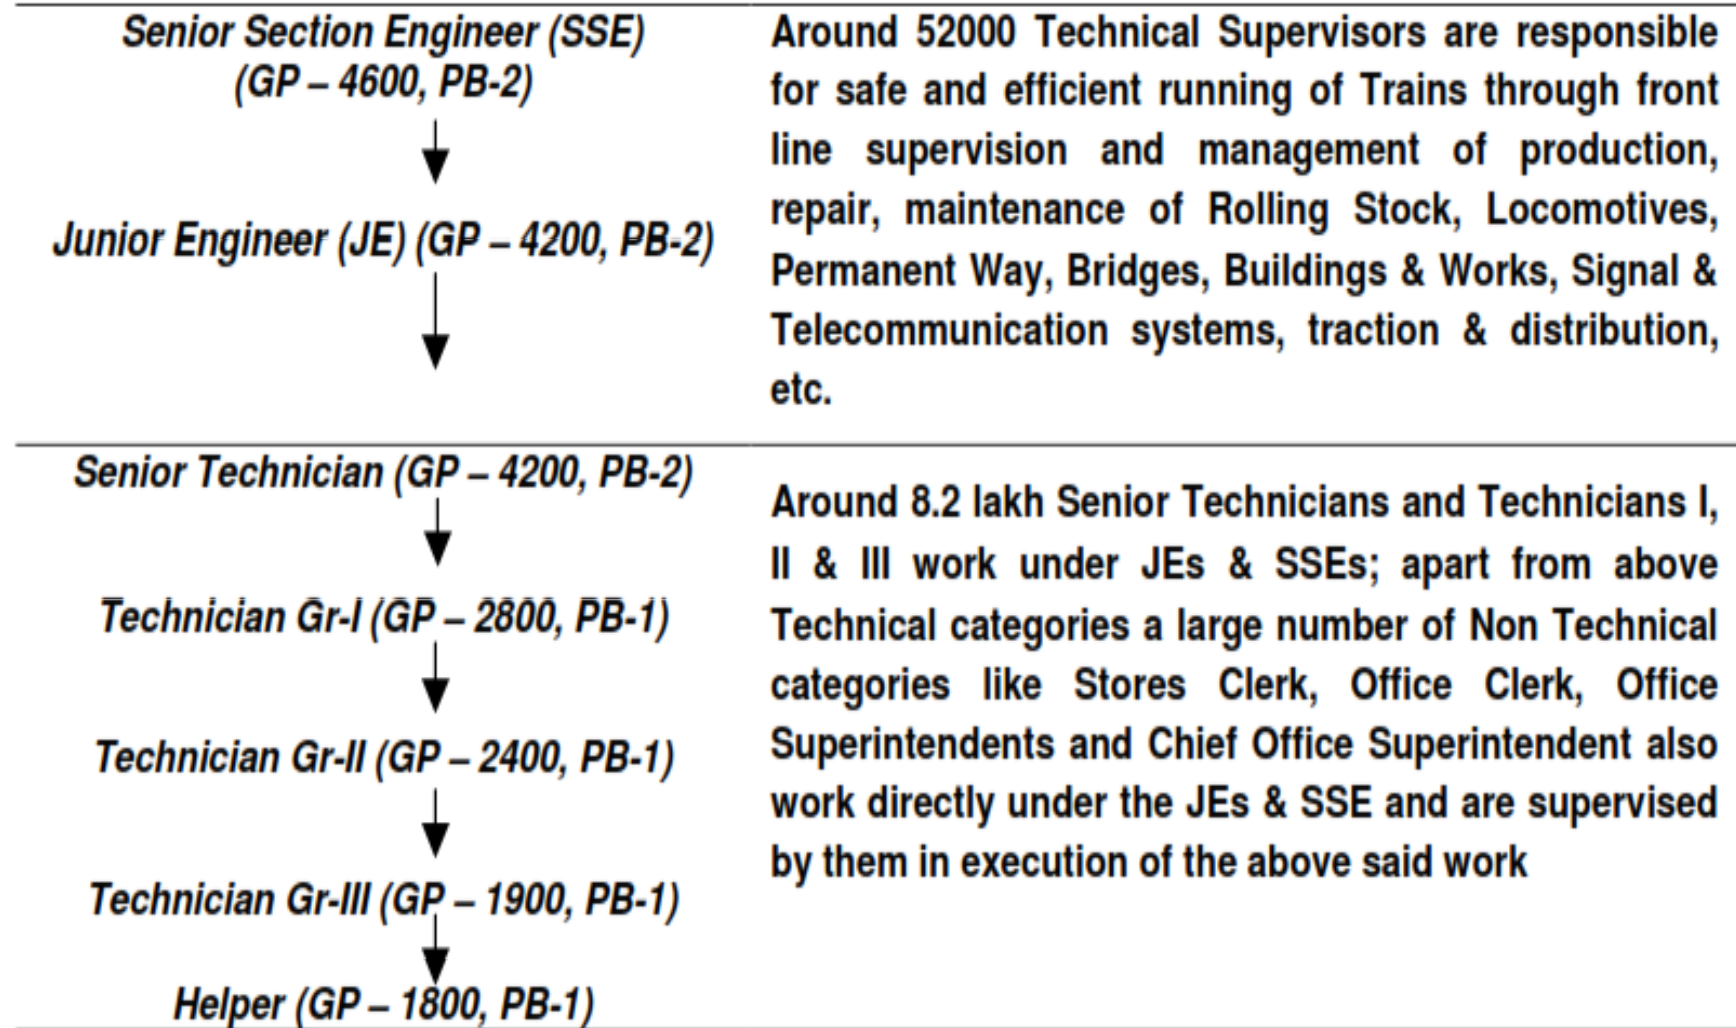 Senior Section Engineer (SSE)
(GP – 4600, PB-2)
Junior Engineer (JE) (GP – 4200, PB-2)
Around 52000 Technical Supervisors are responsible
for safe and efficient running of Trains through front
line supervision and management of production,
repair, maintenance of Rolling Stock, Locomotives,
Permanent Way, Bridges, Buildings & Works, Signal &
Telecommunication systems, traction & distribution,
etc.
Senior Technician (GP – 4200, PB-2)
Technician Gr-I (GP – 2800, PB-1)
Technician Gr-II (GP – 2400, PB-1)
Technician Gr-III (GP – 1900, PB-1)
Helper (GP – 1800, PB-1)
Around 8.2 lakh Senior Technicians and Technicians I,
II & III work under JEs & SSEs; apart from above
Technical categories a large number of Non Technical
categories like Stores Clerk, Office Clerk, Office
Superintendents and Chief Office Superintendent also
work directly under the JEs & SSE and are supervised
by them in execution of the above said work